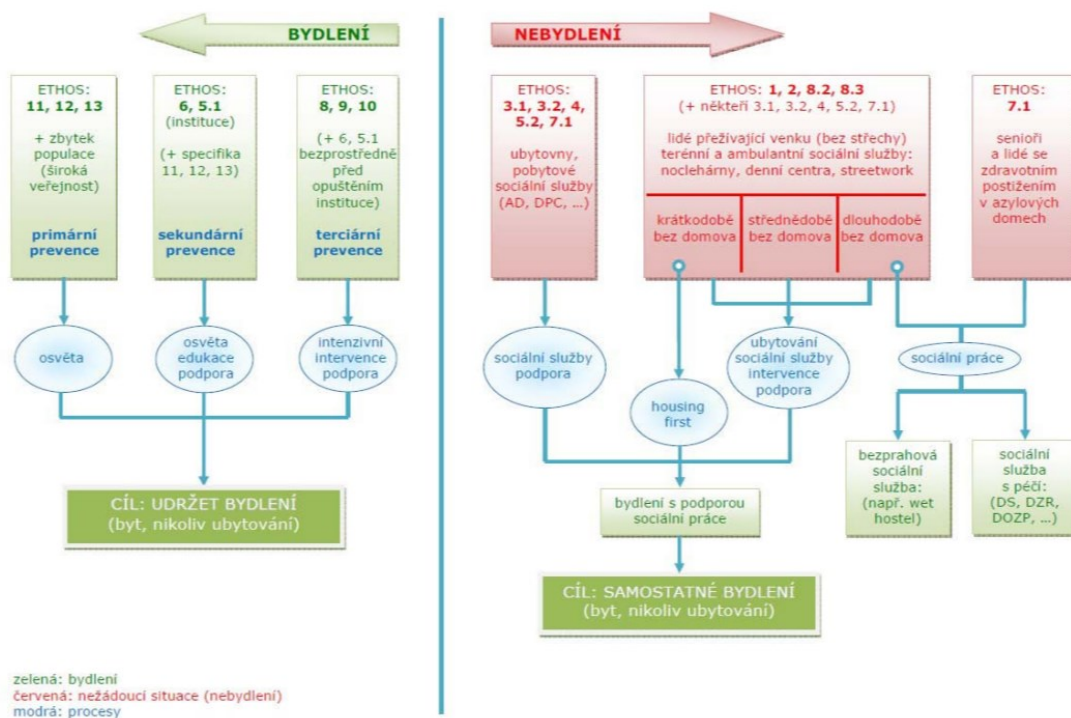 BYDLENÍ
NEBYDLENÍ
ETHOS:
11, 12, 13
+ zbytek
populace
(široká
veřejnost)
primární
prevence
ETHOS:
6, 5.1
(instituce)
(+ specifika
11, 12, 13)
sekundární
prevence
ETHOS:
8, 9, 10
(+ 6, 5.1
bezprostředně
před
opuštěním
instituce)
terciární
prevence
ETHOS:
3.1, 3.2, 4,
5.2, 7.1
ubytovny,
pobytové
sociální služby
(AD, DPC, ...)
ETHOS: 1, 2, 8.2, 8.3
(+ někteří 3.1, 3.2, 4, 5.2, 7.1)
lidé přežívající venku (bez střechy)
terénní a ambulantní sociální služby:
noclehárny, denní centra, streetwork
krátkodobě
bez domova
střednědobě
bez domova
dlouhodobě
bez domova
ETHOS:
7.1
senioři
a lidé se
zdravotním
postižením
v azylových
domech
osvěta
osvěta
edukace
podpora
intenzivní
intervence
podpora
sociální služby
podpora
housing
first
ubytování
sociální služby
intervence
podpora
sociální práce
CÍL: UDRŽET BYDLENÍ
(byt, nikoliv ubytování)
bydlení s podporou
sociální práce
bezprahová
sociální
služba:
(např. wet
hostel)
sociální
služba
s péčí:
(DS, DZR,
DOZP, ...)
CÍL: SAMOSTATNÉ BYDLENÍ
(byt, nikoliv ubytování)
zelená: bydlení
červená: nežádoucí situace (nebydlení)
modrá: procesy